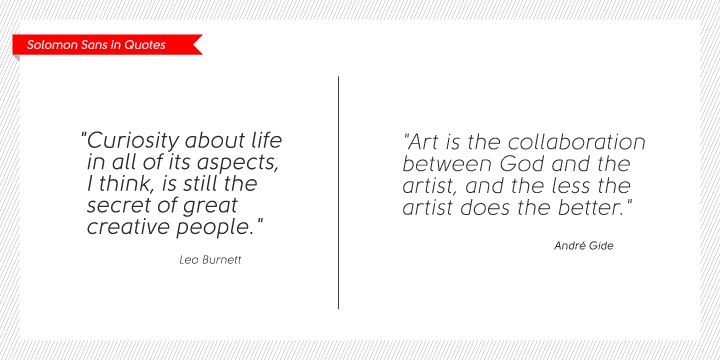 Solomon Sans in Quotes
"Curiosity about life
in all of its aspects,
I think, is still the
secret of great
creative people."
Leo Burnett
"Art is the collaboration
between God and the
artist, and the less the
artist does the better."
André Gide